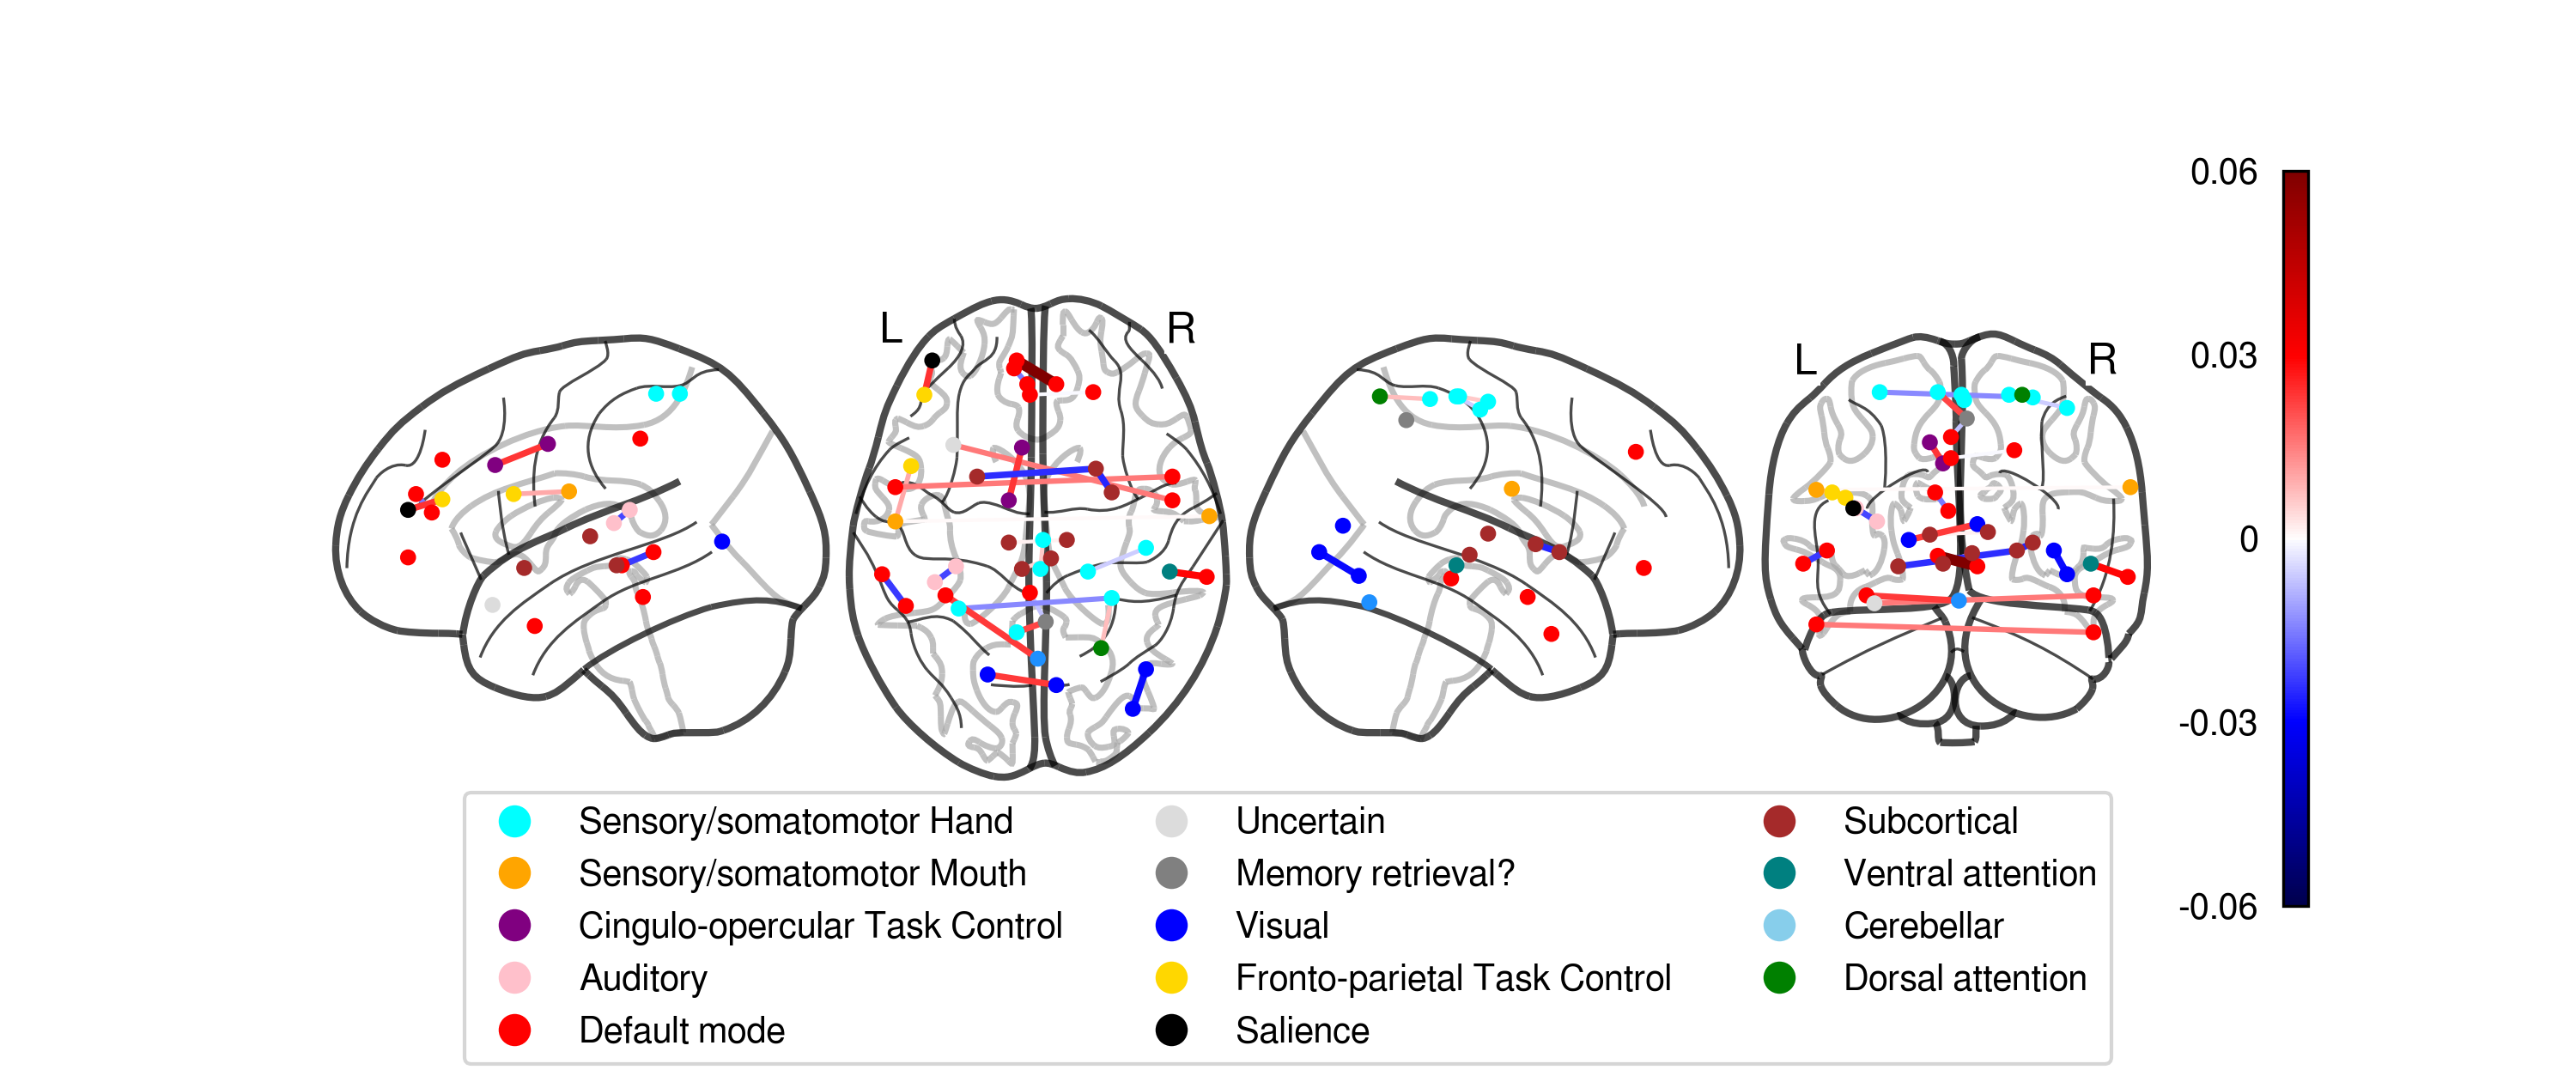 L R
L R
Sensory/somatomotor Hand
Sensory/somatomotor Mouth
Cingulo-opercular Task Control
Auditory
Default mode
Uncertain
Memory retrieval?
Visual
Fronto-parietal Task Control
Salience
Subcortical
Ventral attention
Cerebellar
Dorsal attention
0.06
0.03
0
-0.03
-0.06